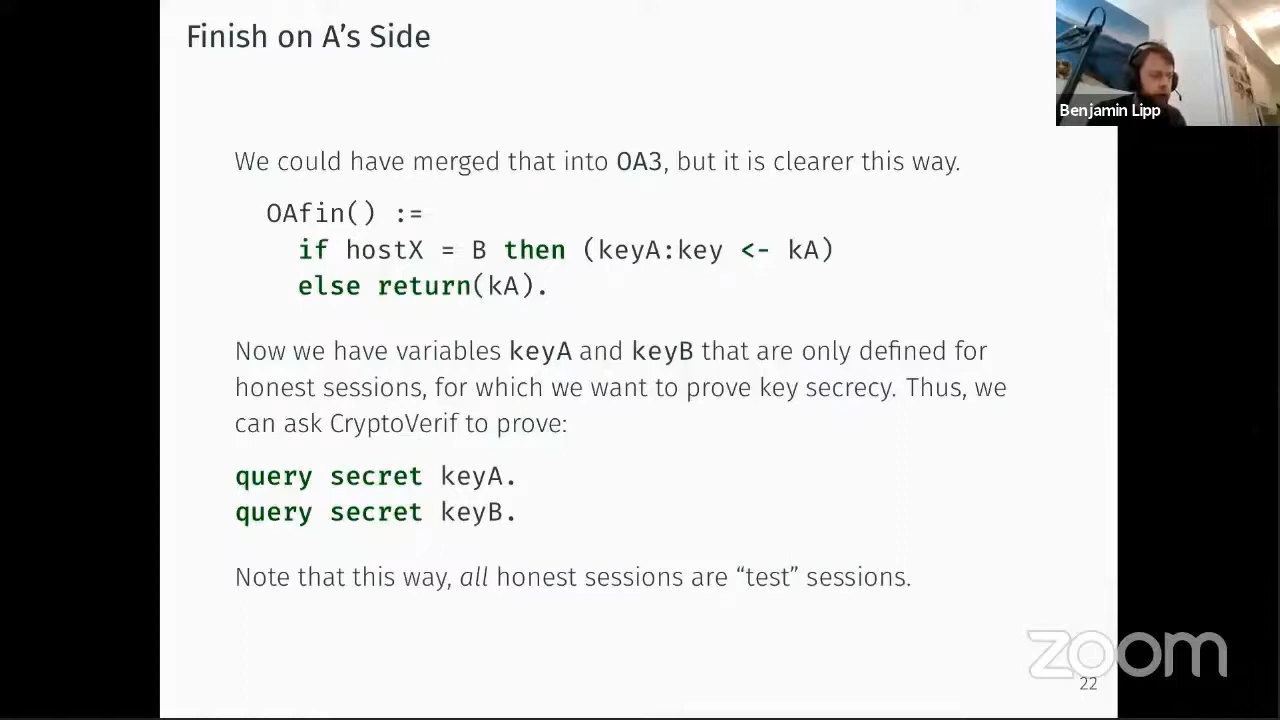 Finish on A’s Side
Benjamin Lipp
We could have merged that into OA3, but it is clearer this way.
OAfin() :=
if hostX = B then (keyA:key <- kA)
else return(kA).
Now we have variables keyA and keyB that are only defined for
honest sessions, for which we want to prove key secrecy. Thus, we
can ask CryptoVerif to prove:
query secret keyA.
query secret keyB.
Note that this way, all honest sessions are “test” sessions.
zoom
22